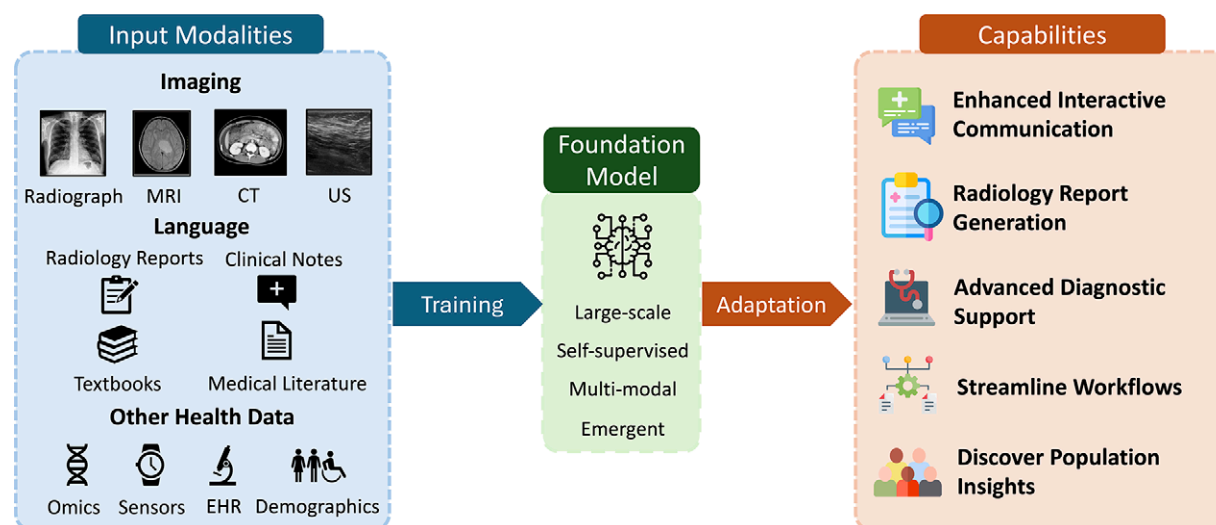 Input Modalities
Imaging
Radiograph MRI CT US
Language
Radiology Reports Clinical Notes
Textbooks Medical Literature
Other Health Data
Omics Sensors EHR Demographics
Training
Foundation
Model
Large-scale
Self-supervised
Multi-modal
Emergent
Adaptation
Capabilities
Enhanced Interactive
Communication
Radiology Report
Generation
Advanced Diagnostic
Support
Streamline Workflows
Discover Population
Insights